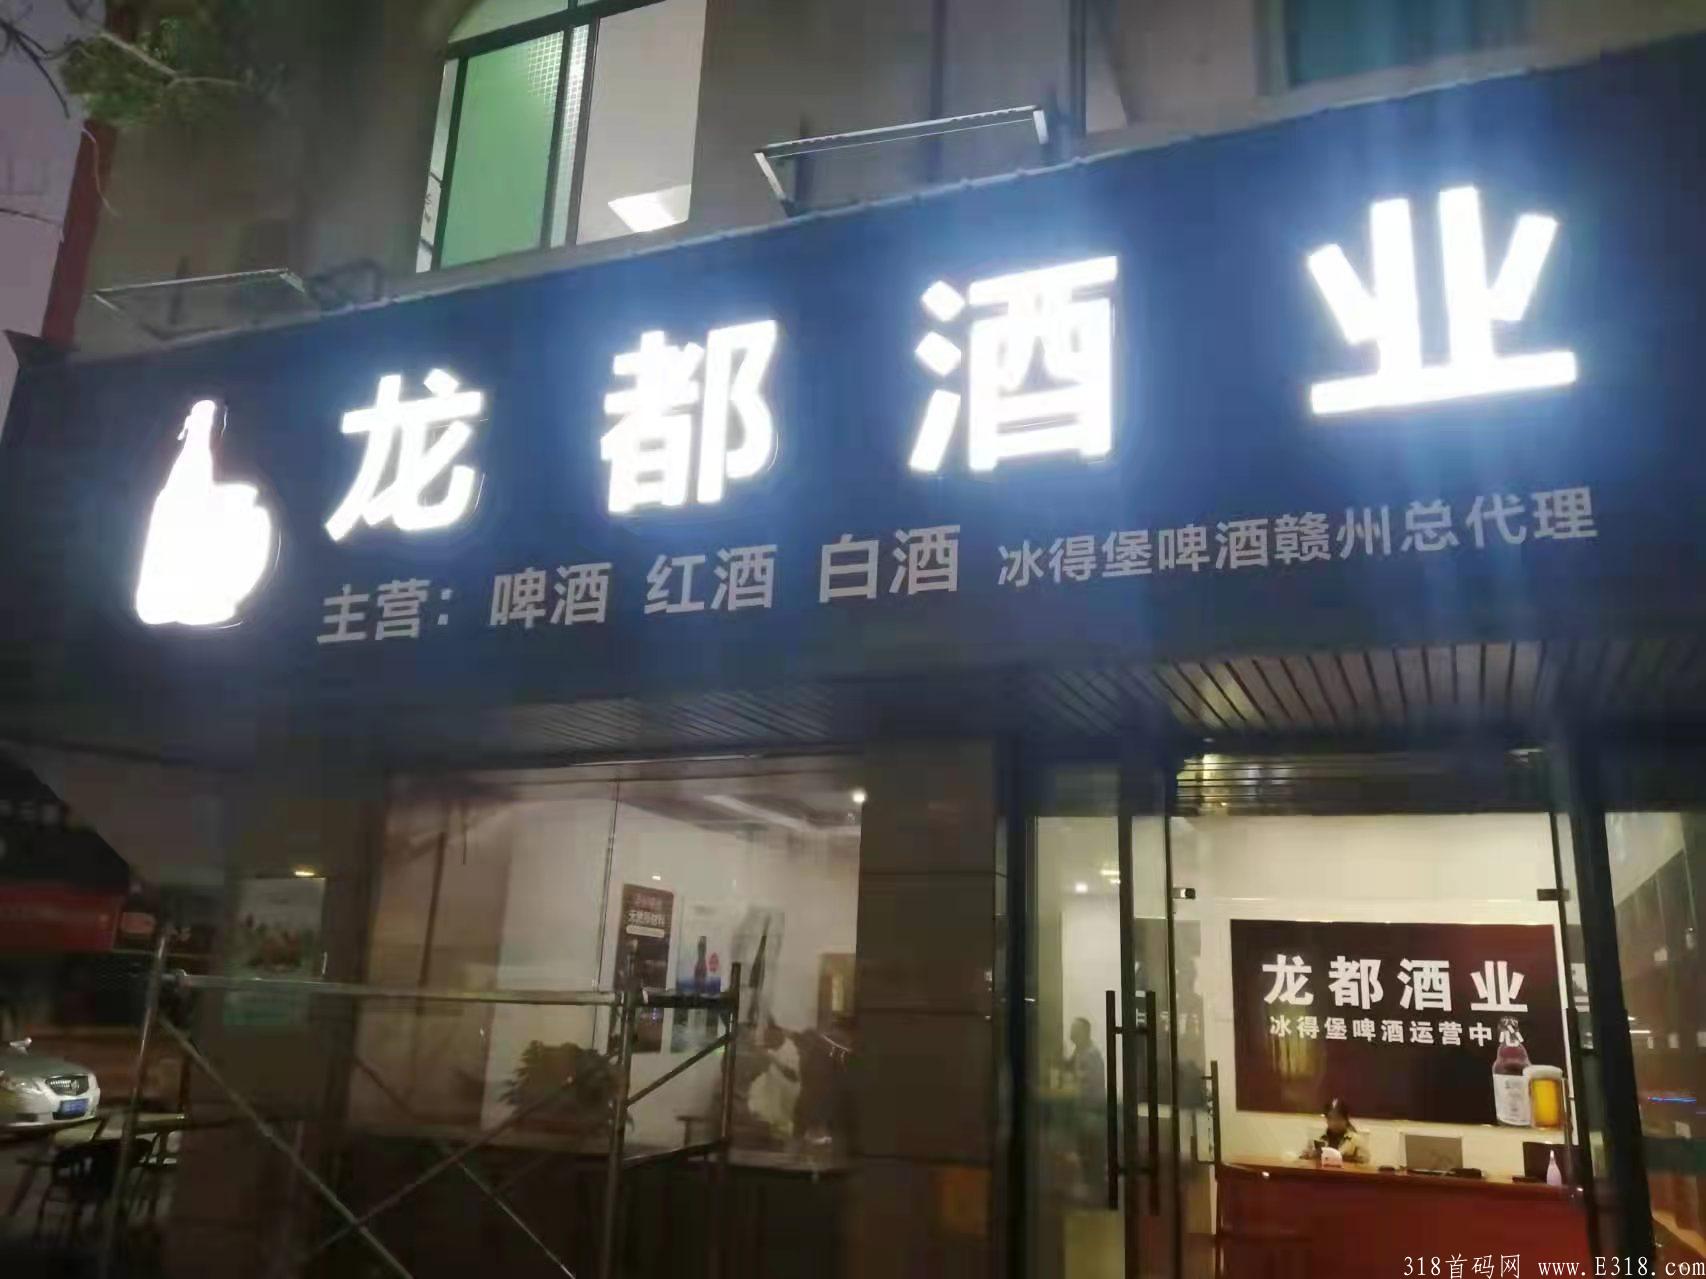 龙都酒业
主营：啤酒 红酒 白酒 冰得堡啤酒赣州总代理
龙都酒业
冰得堡啤酒运营中心
318首码网 www.E318.com